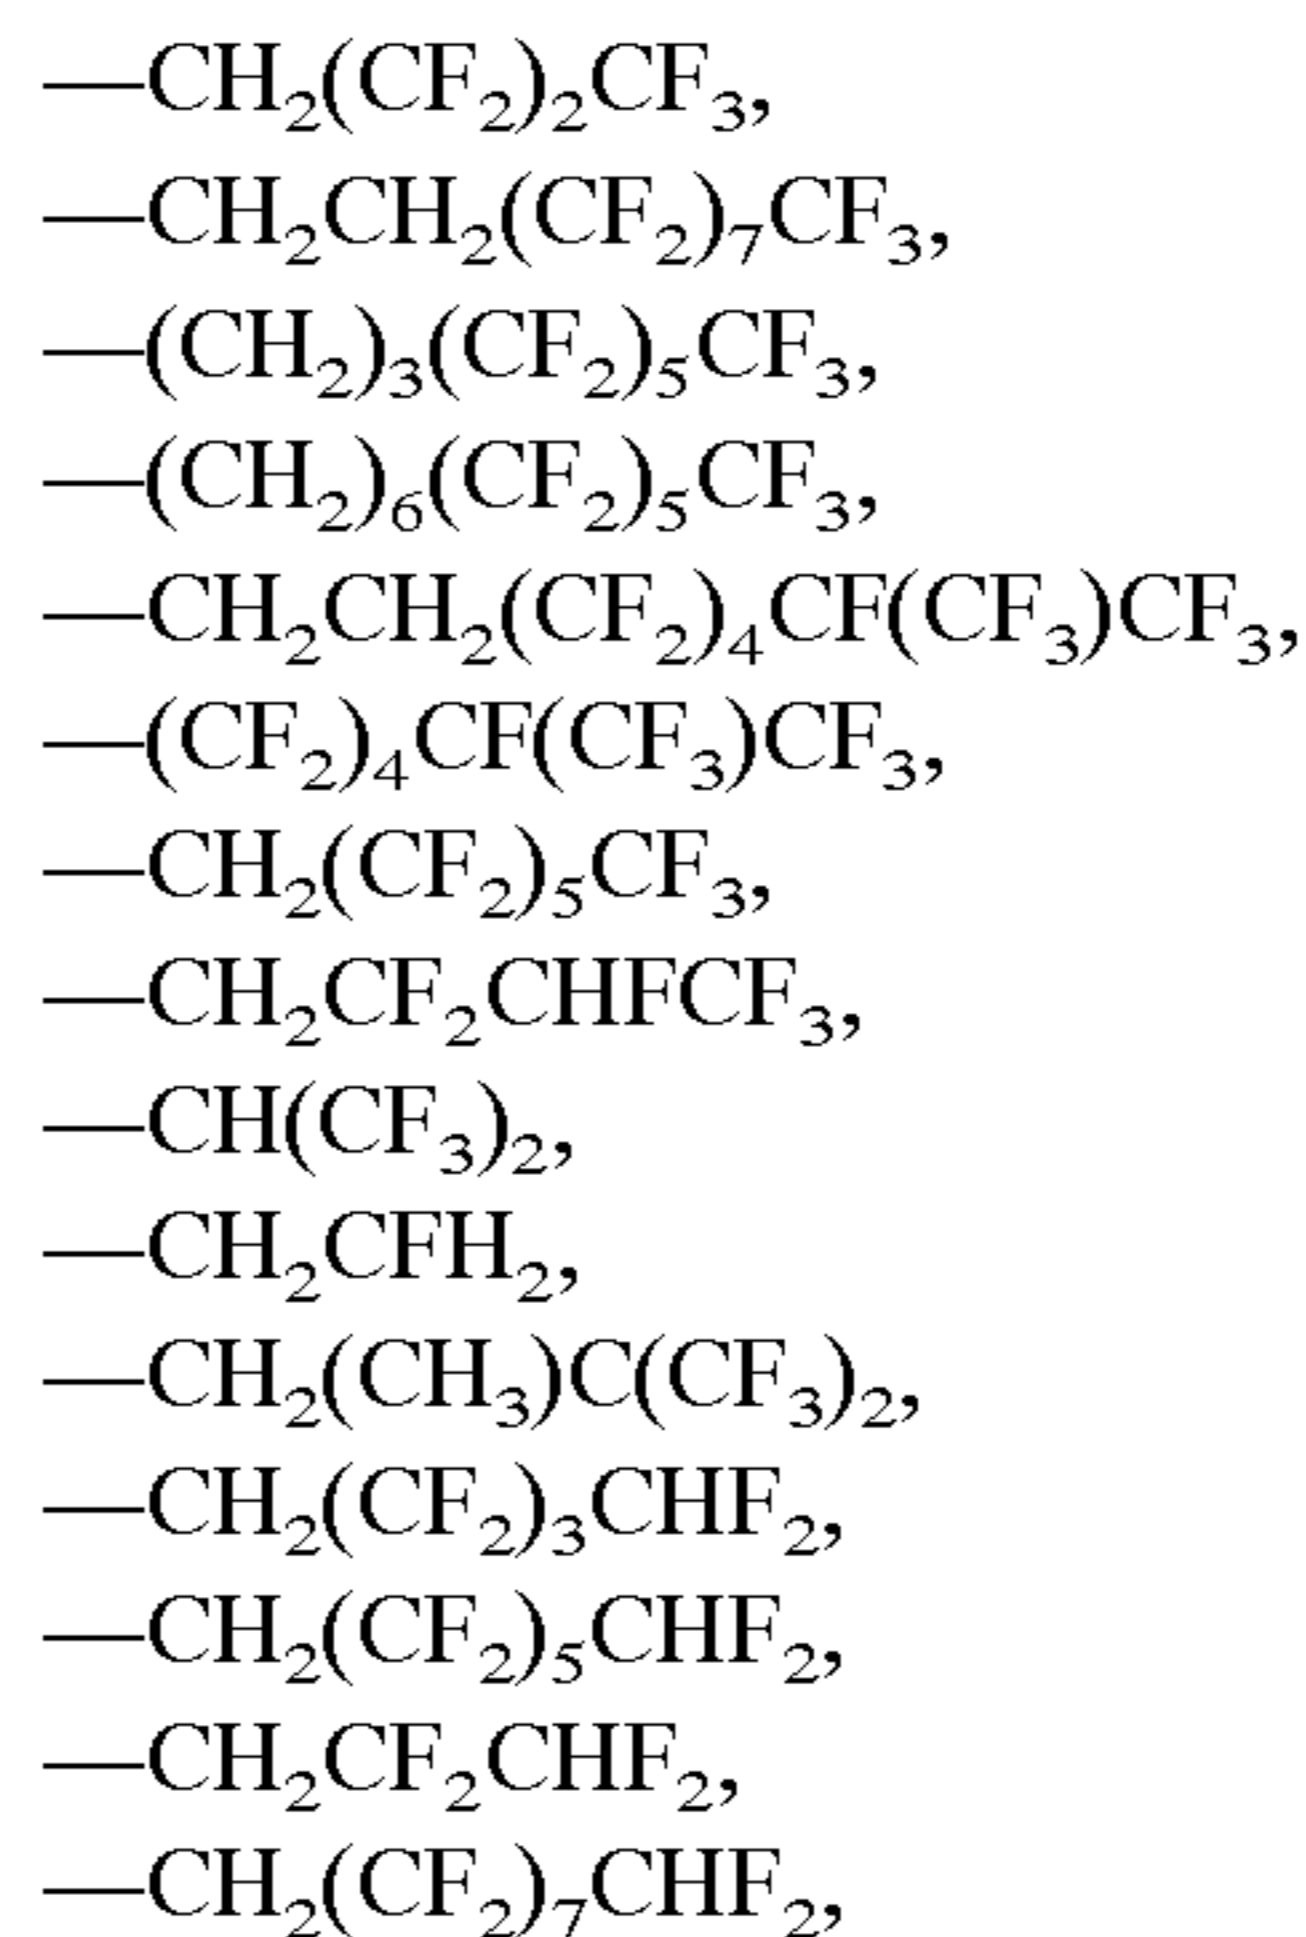 —CH₂(CF₂)₂CF₃,
—CH₂CH₂(CF₂)₇CF₃,
—(CH₂)₃(CF₂)₅CF₃,
—(CH₂)₆(CF₂)₅CF₃,
—CH₂CH₂(CF₂)₄CF(CF₃)CF₃,
—(CF₂)₄CF(CF₃)CF₃,
—CH₂(CF₂)₅CF₃,
—CH₂CF₂CHFCF₃,
—CH(CF₃)₂,
—CH₂CFH₂,
—CH₂(CH₃)C(CF₃)₂,
—CH₂(CF₂)₃CHF₂,
—CH₂(CF₂)₅CHF₂,
—CH₂CF₂CHF₂,
—CH₂(CF₂)₇CHF₂,